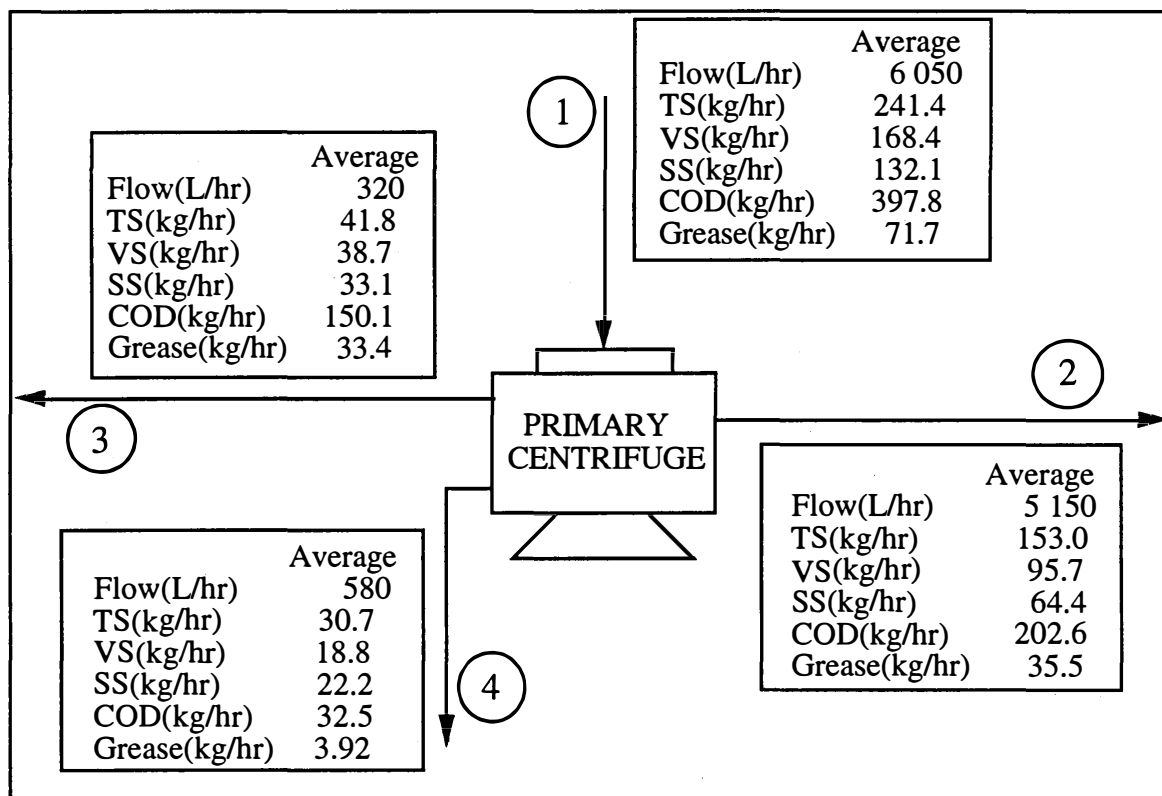 Average
Flow(L/hr) 6 050
TS(kg/hr) 241.4
VS(kg/hr) 168.4
SS(kg/hr) 132.1
COD(kg/hr) 397.8
Grease(kg/hr) 71.7
1
Average
Flow(L/hr) 320
TS(kg/hr) 41.8
VS(kg/hr) 38.7
SS(kg/hr) 33.1
COD(kg/hr) 150.1
Grease(kg/hr) 33.4
2
3
PRIMARY
CENTRIFUGE
Average
Flow(L/hr) 5 150
TS(kg/hr) 153.0
VS(kg/hr) 95.7
SS(kg/hr) 64.4
COD(kg/hr) 202.6
Grease(kg/hr) 35.5
Average
Flow(L/hr) 580
TS(kg/hr) 30.7
VS(kg/hr) 18.8
SS(kg/hr) 22.2
COD(kg/hr) 32.5
Grease(kg/hr) 3.92
4